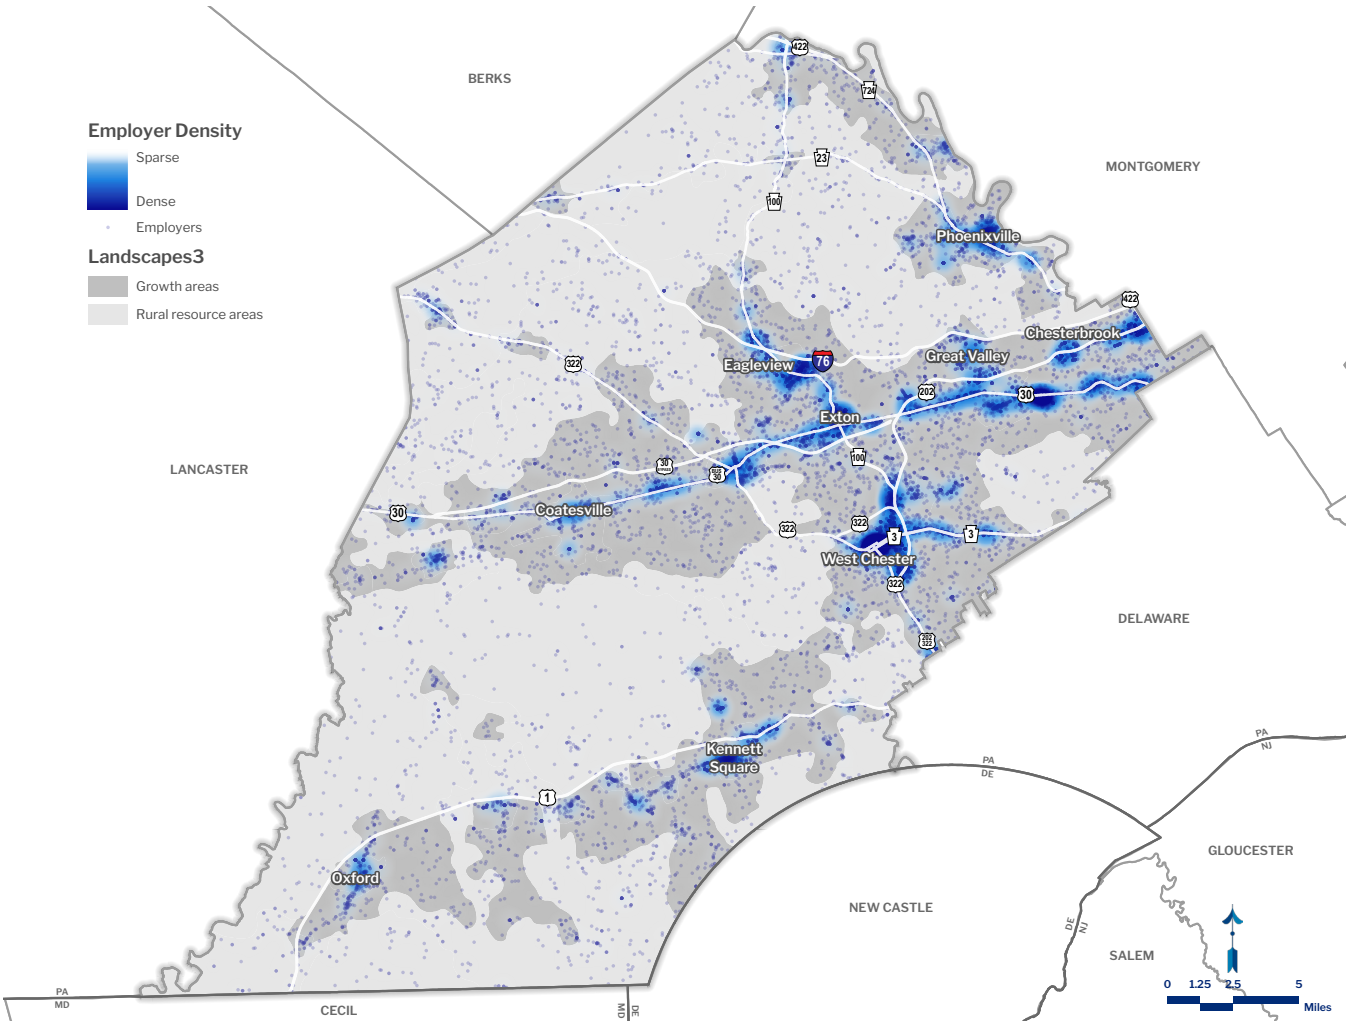 BERKS
Employer Density
Sparse
Dense
Employers
Landscapes3
Growth areas
Rural resource areas
MONTGOMERY
422
724
23
100
Phoenixville
422
Chesterbrook
Great Valley
76
Eagleview
322
202
30
Exton
LANCASTER
100
30
BYPASS
BUS
30
30
Coatesville
322
322
3
3
West Chester
322
DELAWARE
202
322
Kennett
Square
PA
NJ
PA
DE
1
Oxford
GLOUCESTER
NEW CASTLE
DE
NJ
SALEM
PA
MD
CECIL
MD
DE
0 1.25 2.5 5
Miles